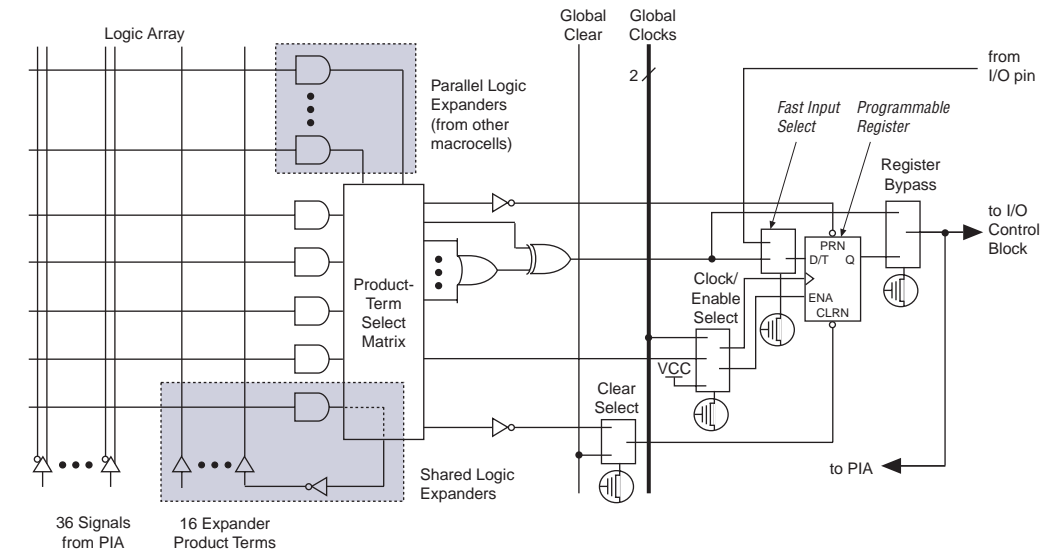 Logic Array
Global
Clear
Global
Clocks
2
from
I/O pin
Parallel Logic
Expanders
(from other
macrocells)
Fast Input
Select
Programmable
Register
Register
Bypass
to I/O
Control
Block
PRN
D/T
Q
ENA
CLRN
Product-
Term
Select
Matrix
Clock/
Enable
Select
VCC
Clear
Select
Shared Logic
Expanders
to PIA
36 Signals
from PIA
16 Expander
Product Terms